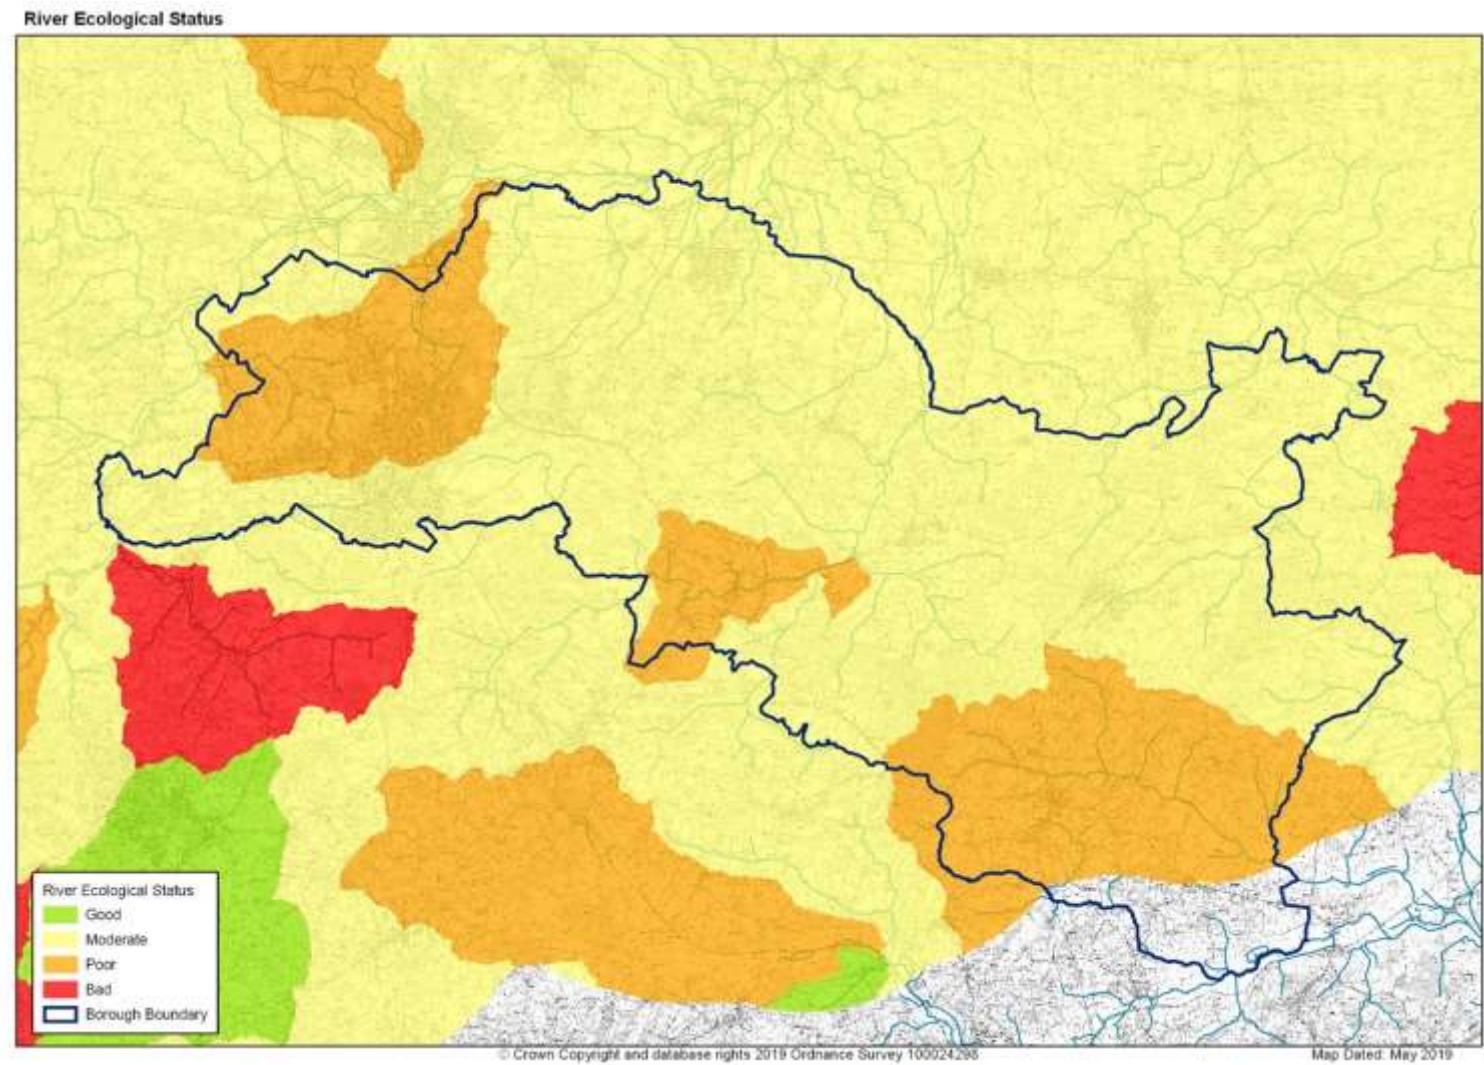 River Ecological Status
River Ecological Status
Good
Moderate
Poor
Bad
Borough Boundary
© Crown Copyright and database rights 2019 Ordnance Survey 100024298
Map Dated: May 2019